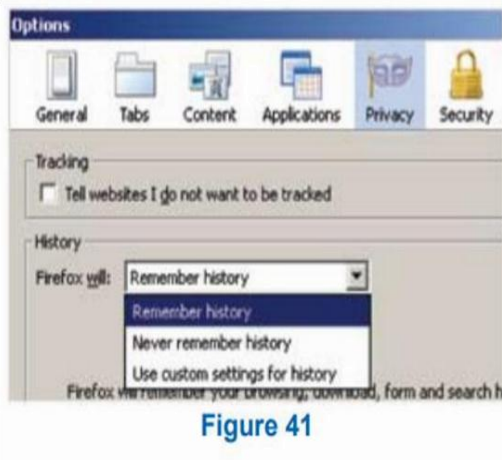 Options
General Tabs Content Applications Privacy Security
Tracking
Tell websites I do not want to be tracked
History
Firefox will: Remember history
Remember history
Never remember history
Use custom settings for history
Firefox will remember your browsing, download, form and search h
Figure 41